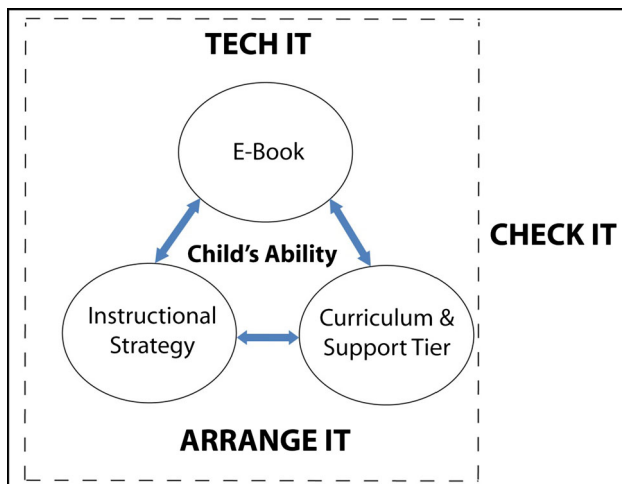 TECH IT
E-Book
CHECK IT
Child's Ability
Instructional
Strategy
Curriculum &
Support Tier
ARRANGE IT